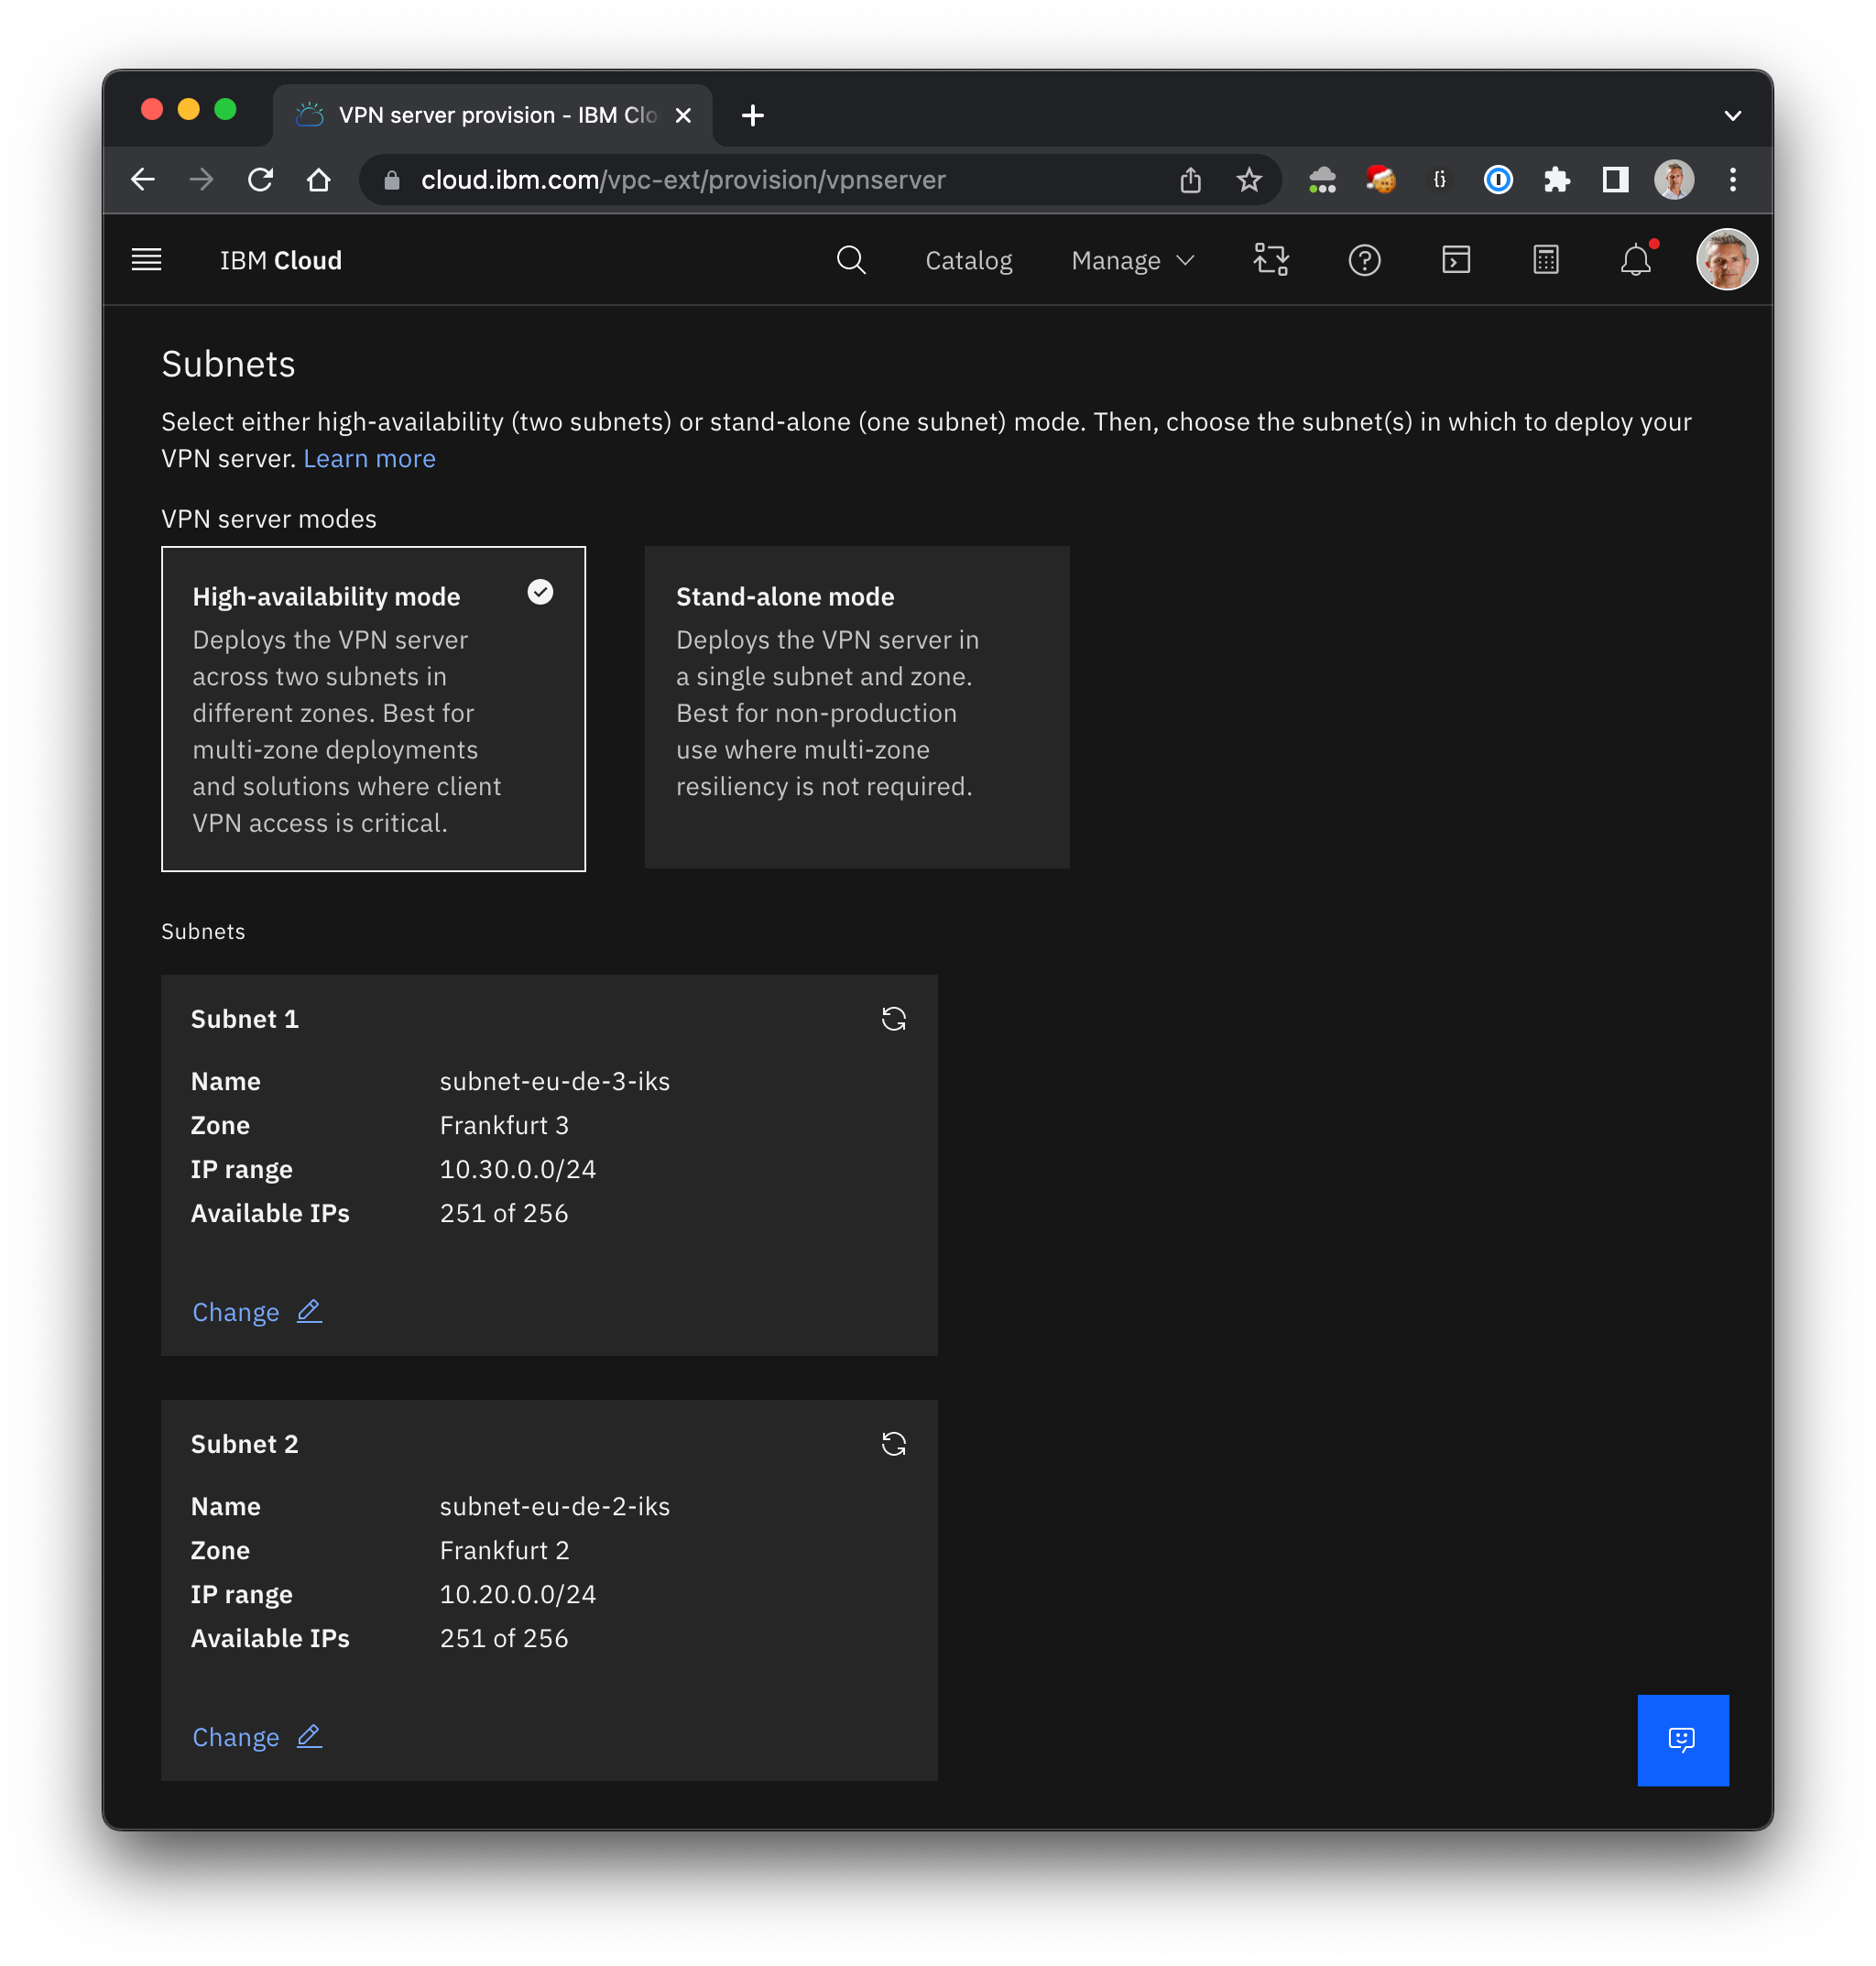 VPN server provision - IBM Clo
cloud.ibm.com/vpc-ext/provision/vpnserver
IBM Cloud
Catalog
Manage
Subnets
Select either high-availability (two subnets) or stand-alone (one subnet) mode. Then, choose the subnet(s) in which to deploy your
VPN server. Learn more
VPN server modes
High-availability mode
Deploys the VPN server
across two subnets in
different zones. Best for
multi-zone deployments
and solutions where client
VPN access is critical.
Stand-alone mode
Deploys the VPN server in
a single subnet and zone.
Best for non-production
use where multi-zone
resiliency is not required.
Subnets
Subnet 1
Name subnet-eu-de-3-iks
Zone Frankfurt 3
IP range 10.30.0.0/24
Available IPs 251 of 256
Change
Subnet 2
Name subnet-eu-de-2-iks
Zone Frankfurt 2
IP range 10.20.0.0/24
Available IPs 251 of 256
Change